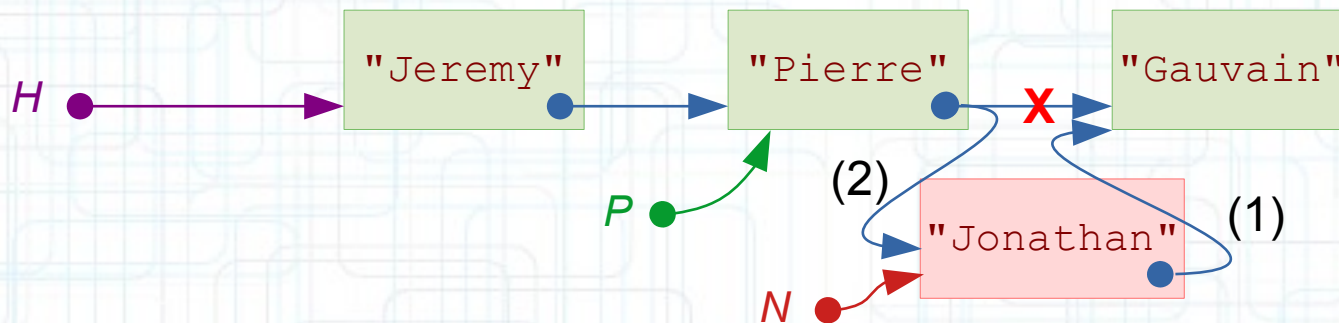 "Jeremy" "Pierre" "Gauvain"
H X
P (2)
"Jonathan" (1)
N